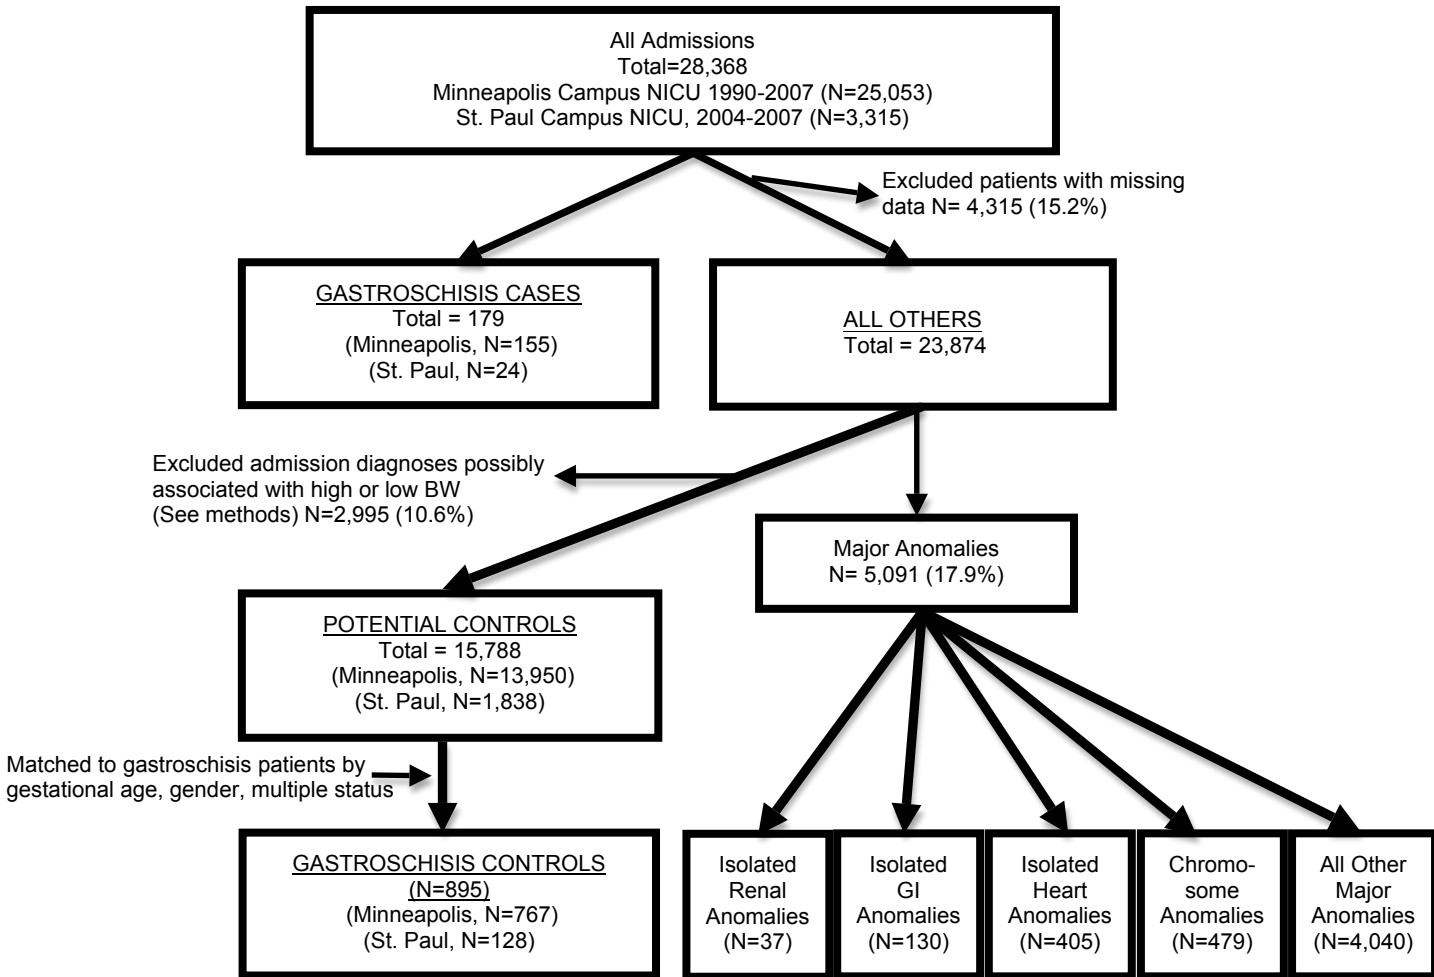 All Admissions
Total=28,368
Minneapolis Campus NICU 1990-2007 (N=25,053)
St. Paul Campus NICU, 2004-2007 (N=3,315)
Excluded patients with missing
data N= 4,315 (15.2%)
GASTROSCHISIS CASES
Total = 179
(Minneapolis, N=155)
(St. Paul, N=24)
ALL OTHERS
Total = 23,874
Excluded admission diagnoses possibly
associated with high or low BW
(See methods) N=2,995 (10.6%)
Major Anomalies
N= 5,091 (17.9%)
POTENTIAL CONTROLS
Total = 15,788
(Minneapolis, N=13,950)
(St. Paul, N=1,838)
Matched to gastroschisis patients by
gestational age, gender, multiple status
GASTROSCHISIS CONTROLS
(N=895)
(Minneapolis, N=767)
(St. Paul, N=128)
Isolated
Renal
Anomalies
(N=37)
Isolated
GI
Anomalies
(N=130)
Isolated
Heart
Anomalies
(N=405)
Chromo-
some
Anomalies
(N=479)
All Other
Major
Anomalies
(N=4,040)